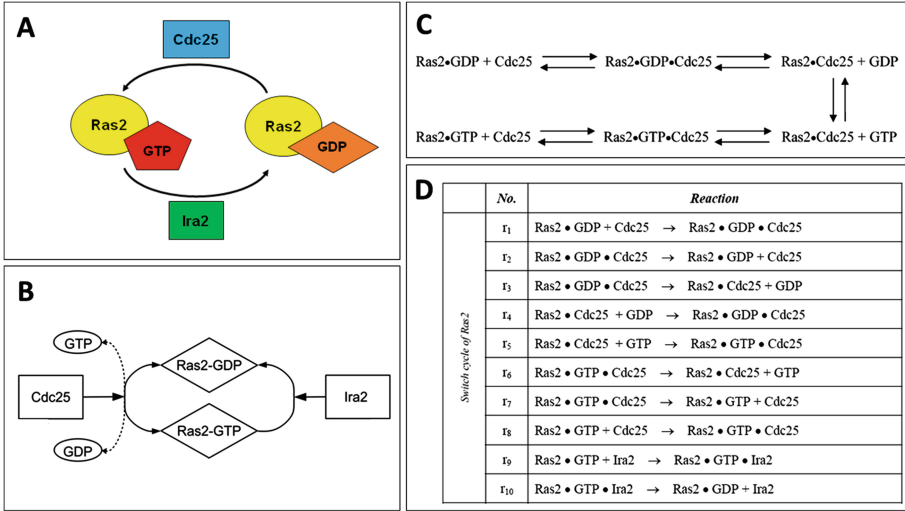 A
Cdc25
Ras2
GTP
Ras2
GDP
Ira2
B
GTP
Cdc25
GDP
Ras2-GDP
Ras2-GTP
Ira2
C
Ras2•GDP + Cdc25 ⇄ Ras2•GDP•Cdc25 ⇄ Ras2•Cdc25 + GDP
Ras2•GTP + Cdc25 ⇄ Ras2•GTP•Cdc25 ⇄ Ras2•Cdc25 + GTP
D
Switch cycle of Ras2
No. Reaction
r1 Ras2 • GDP + Cdc25 → Ras2 • GDP • Cdc25
r2 Ras2 • GDP • Cdc25 → Ras2 • GDP + Cdc25
r3 Ras2 • GDP • Cdc25 → Ras2 • Cdc25 + GDP
r4 Ras2 • Cdc25 + GDP → Ras2 • GDP • Cdc25
r5 Ras2 • Cdc25 + GTP → Ras2 • GTP • Cdc25
r6 Ras2 • GTP • Cdc25 → Ras2 • Cdc25 + GTP
r7 Ras2 • GTP • Cdc25 → Ras2 • GTP + Cdc25
r8 Ras2 • GTP + Cdc25 → Ras2 • GTP • Cdc25
r9 Ras2 • GTP + Ira2 → Ras2 • GTP • Ira2
r10 Ras2 • GTP • Ira2 → Ras2 • GDP + Ira2